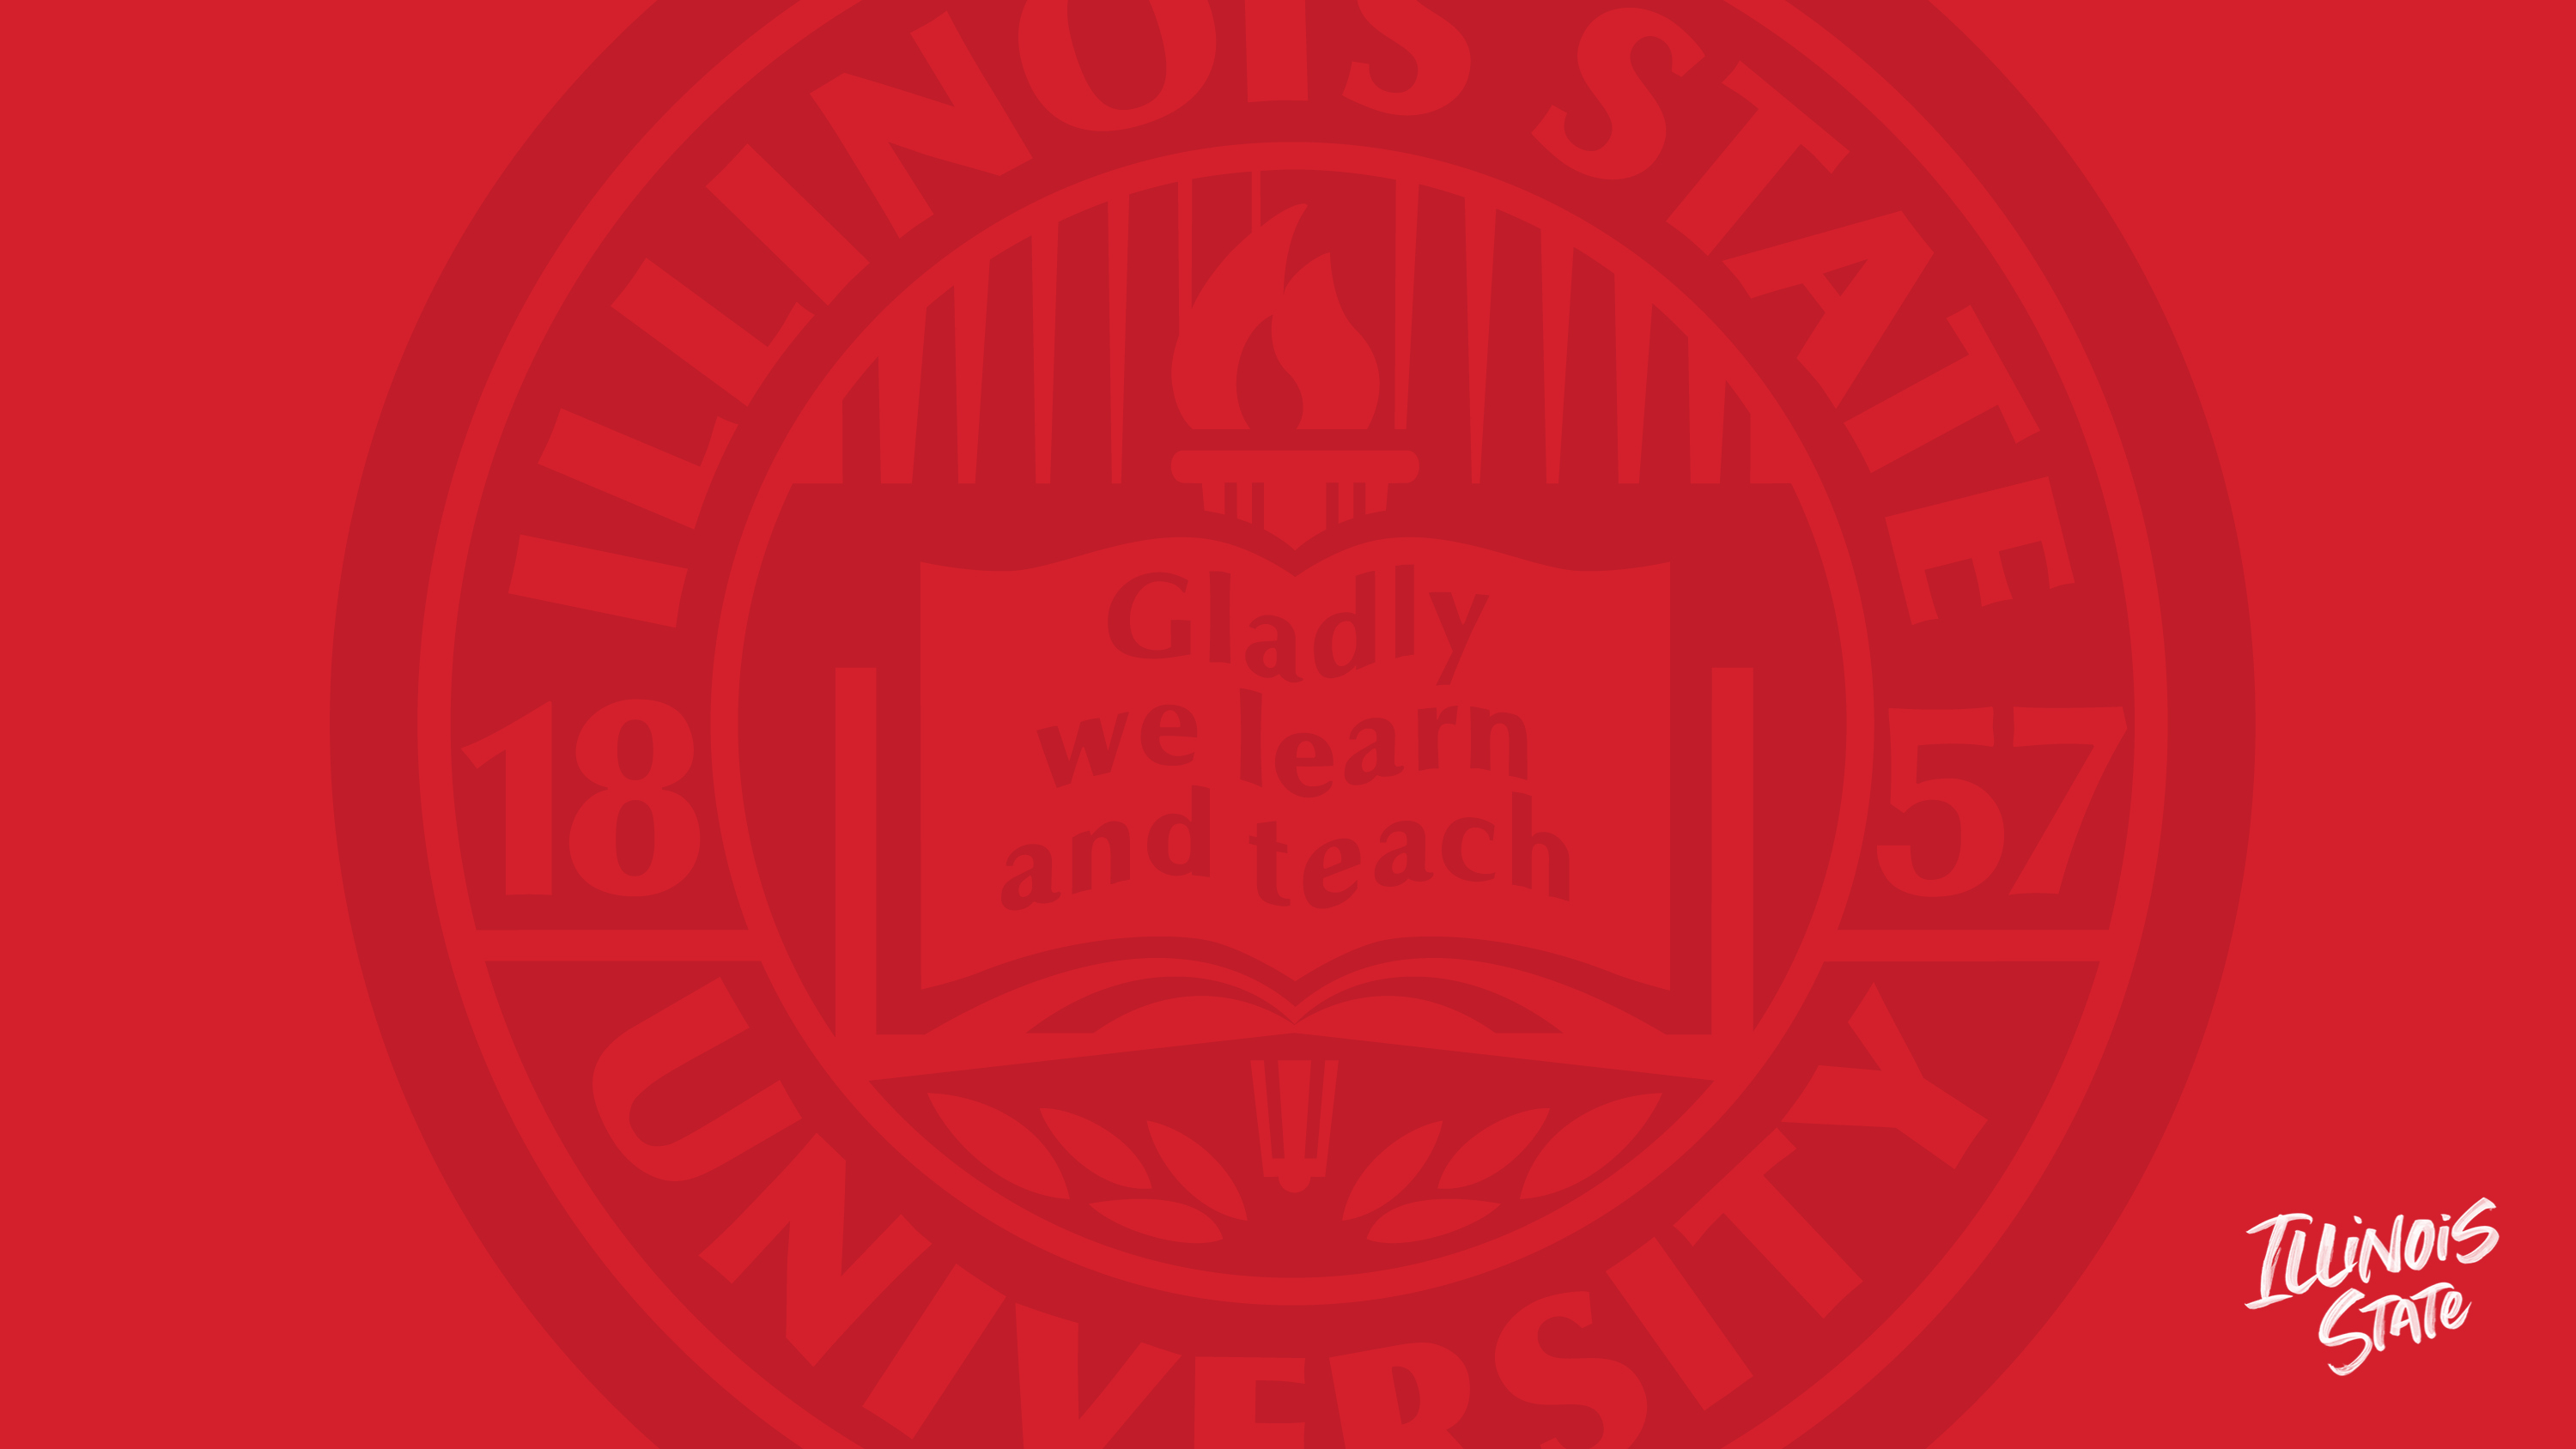 ILLINOIS STATE
18 57
Gladly
we learn
and teach
UNIVERSITY
ILLiNOiS
STATe